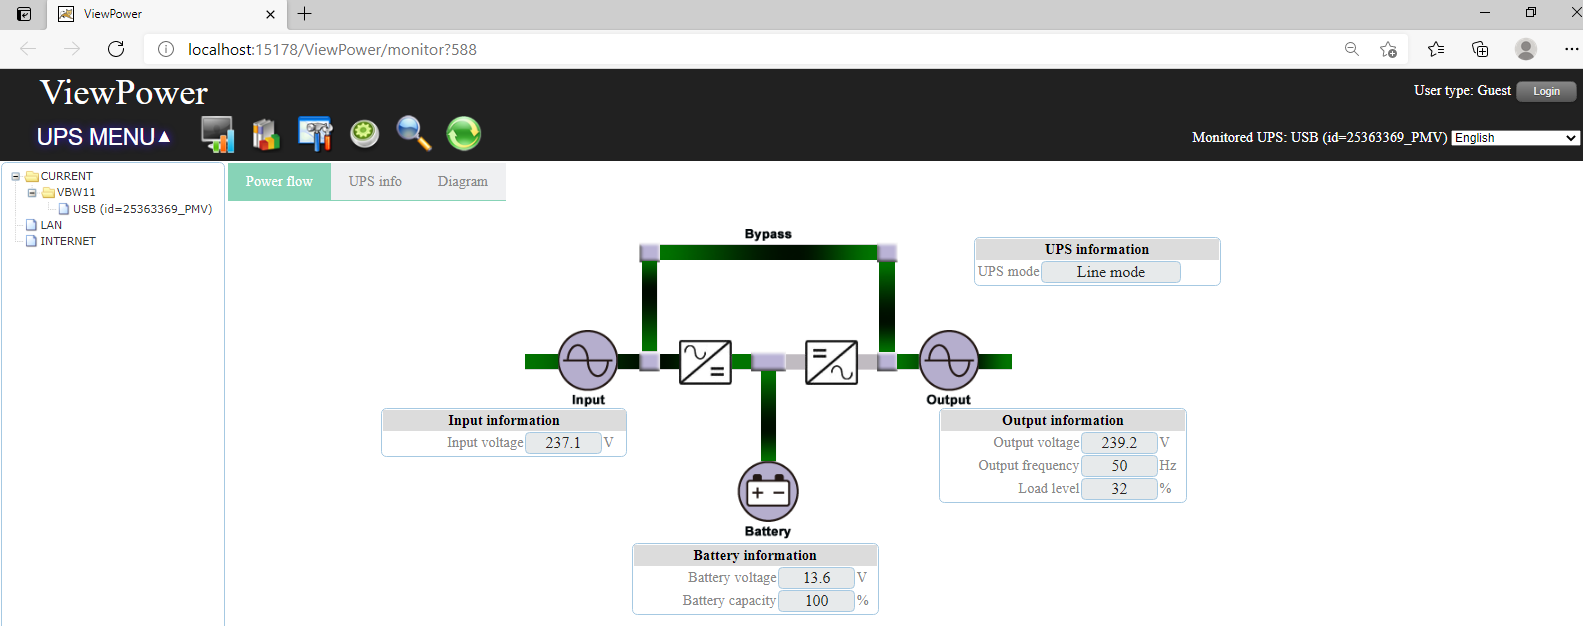 ViewPower
localhost:15178/ViewPower/monitor?588
ViewPower
User type: Guest
Login
UPS MENU▲
Monitored UPS: USB (id=25363369_PMV)
English
CURRENT
VBW11
USB (id=25363369_PMV)
LAN
INTERNET
Power flow
UPS info
Diagram
Bypass
UPS information
UPS mode Line mode
Input
Output
Input information
Input voltage 237.1 V
Output information
Output voltage 239.2 V
Output frequency 50 Hz
Load level 32 %
Battery
Battery information
Battery voltage 13.6 V
Battery capacity 100 %